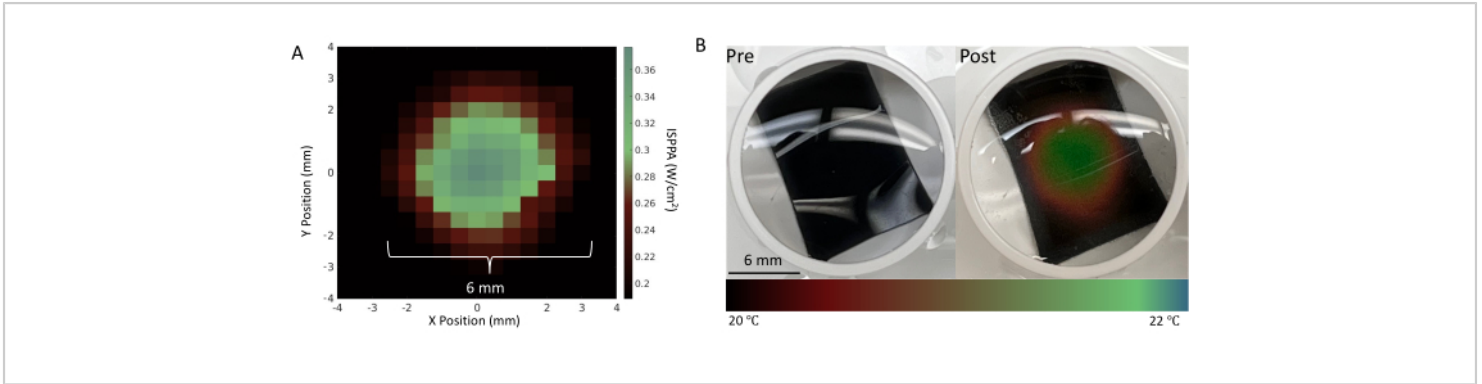 A
4
3
2
0
-2
-3
-4
-4
-3
-2
0
2
4
Y Position (mm)
X Position (mm)
6 mm
0.36
0.34
0.32
0.3
0.28
0.26
0.24
0.22
0.2
ISPPA (W/cm²)
B
Pre
Post
6 mm
20 °C
22 °C